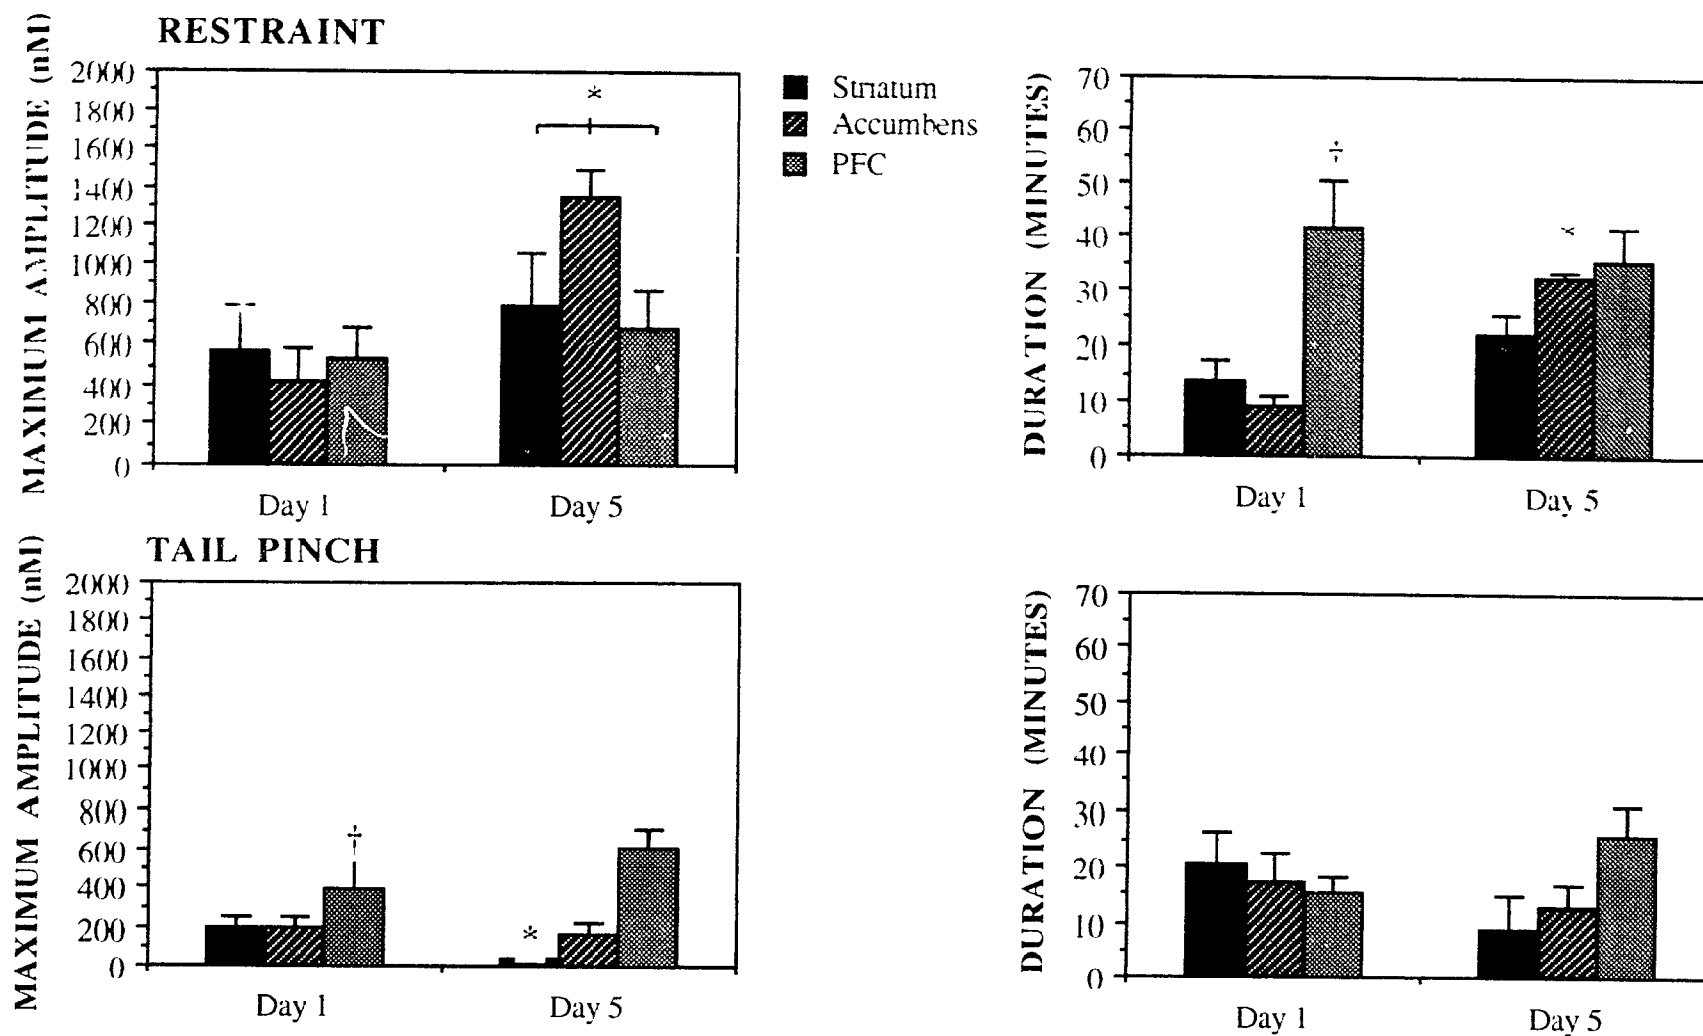 RESTRAINT
MAXIMUM AMPLITUDE (nM)
2000
1800
1600
1400
1200
1000
800
600
400
200
0
*
Day 1
Day 5
Striatum
Accumbens
PFC
DURATION (MINUTES)
70
60
50
40
30
20
10
0
†
*
Day 1
Day 5
TAIL PINCH
MAXIMUM AMPLITUDE (nM)
2000
1800
1600
1400
1200
1000
800
600
400
200
0
†
*
Day 1
Day 5
DURATION (MINUTES)
70
60
50
40
30
20
10
0
Day 1
Day 5